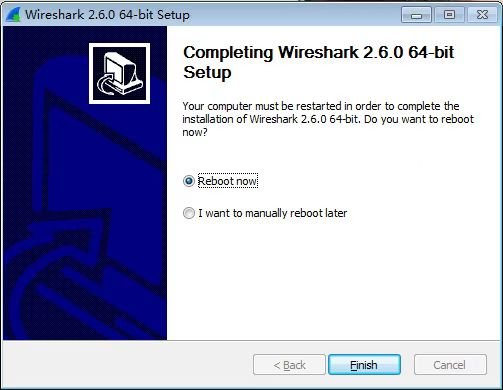 Wireshark 2.6.0 64-bit Setup
Completing Wireshark 2.6.0 64-bit
Setup
Your computer must be restarted in order to complete the
installation of Wireshark 2.6.0 64-bit. Do you want to reboot
now?
Reboot now
I want to manually reboot later
< Back
Finish
Cancel